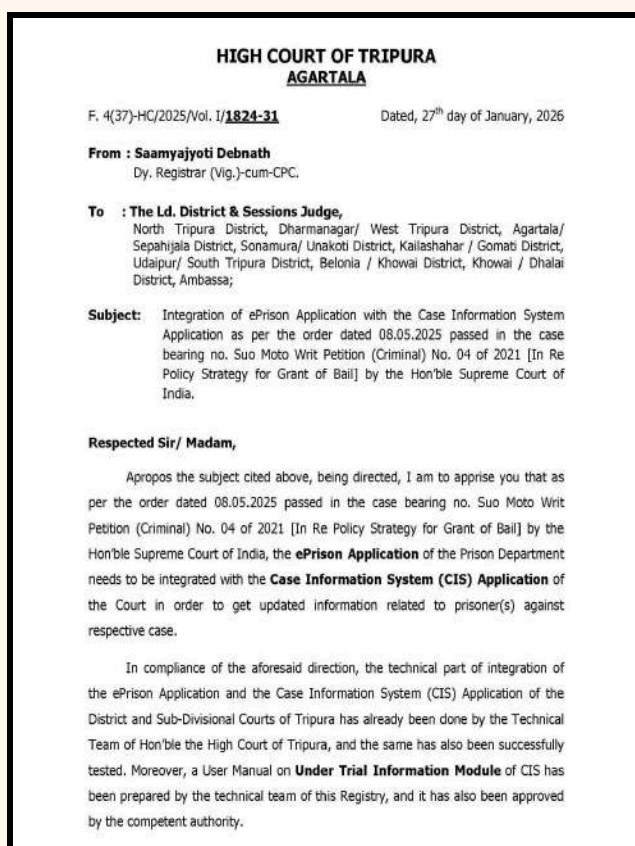 HIGH COURT OF TRIPURA
AGARTALA
F. 4(37)-HC/2025/Vol. I/1824-31 Dated, 27th day of January, 2026
From : Saamyajyoti Debnath
Dy. Registrar (Vig.)-cum-CPC.
To : The Ld. District & Sessions Judge,
North Tripura District, Dharmanagar/ West Tripura District, Agartala/
Sepahijala District, Sonamura/ Unakoti District, Kailashahar / Gomati District,
Udaipur/ South Tripura District, Belonia / Khowai District, Khowai / Dhalai
District, Ambassa;
Subject: Integration of ePrison Application with the Case Information System
Application as per the order dated 08.05.2025 passed in the case
bearing no. Suo Moto Writ Petition (Criminal) No. 04 of 2021 [In Re
Policy Strategy for Grant of Bail] by the Hon'ble Supreme Court of
India.
Respected Sir/ Madam,
Apropos the subject cited above, being directed, I am to apprise you that as
per the order dated 08.05.2025 passed in the case bearing no. Suo Moto Writ
Petition (Criminal) No. 04 of 2021 [In Re Policy Strategy for Grant of Bail] by the
Hon'ble Supreme Court of India, the ePrison Application of the Prison Department
needs to be integrated with the Case Information System (CIS) Application of
the Court in order to get updated information related to prisoner(s) against
respective case.
In compliance of the aforesaid direction, the technical part of integration of
the ePrison Application and the Case Information System (CIS) Application of the
District and Sub-Divisional Courts of Tripura has already been done by the Technical
Team of Hon'ble the High Court of Tripura, and the same has also been successfully
tested. Moreover, a User Manual on Under Trial Information Module of CIS has
been prepared by the technical team of this Registry, and it has also been approved
by the competent authority.